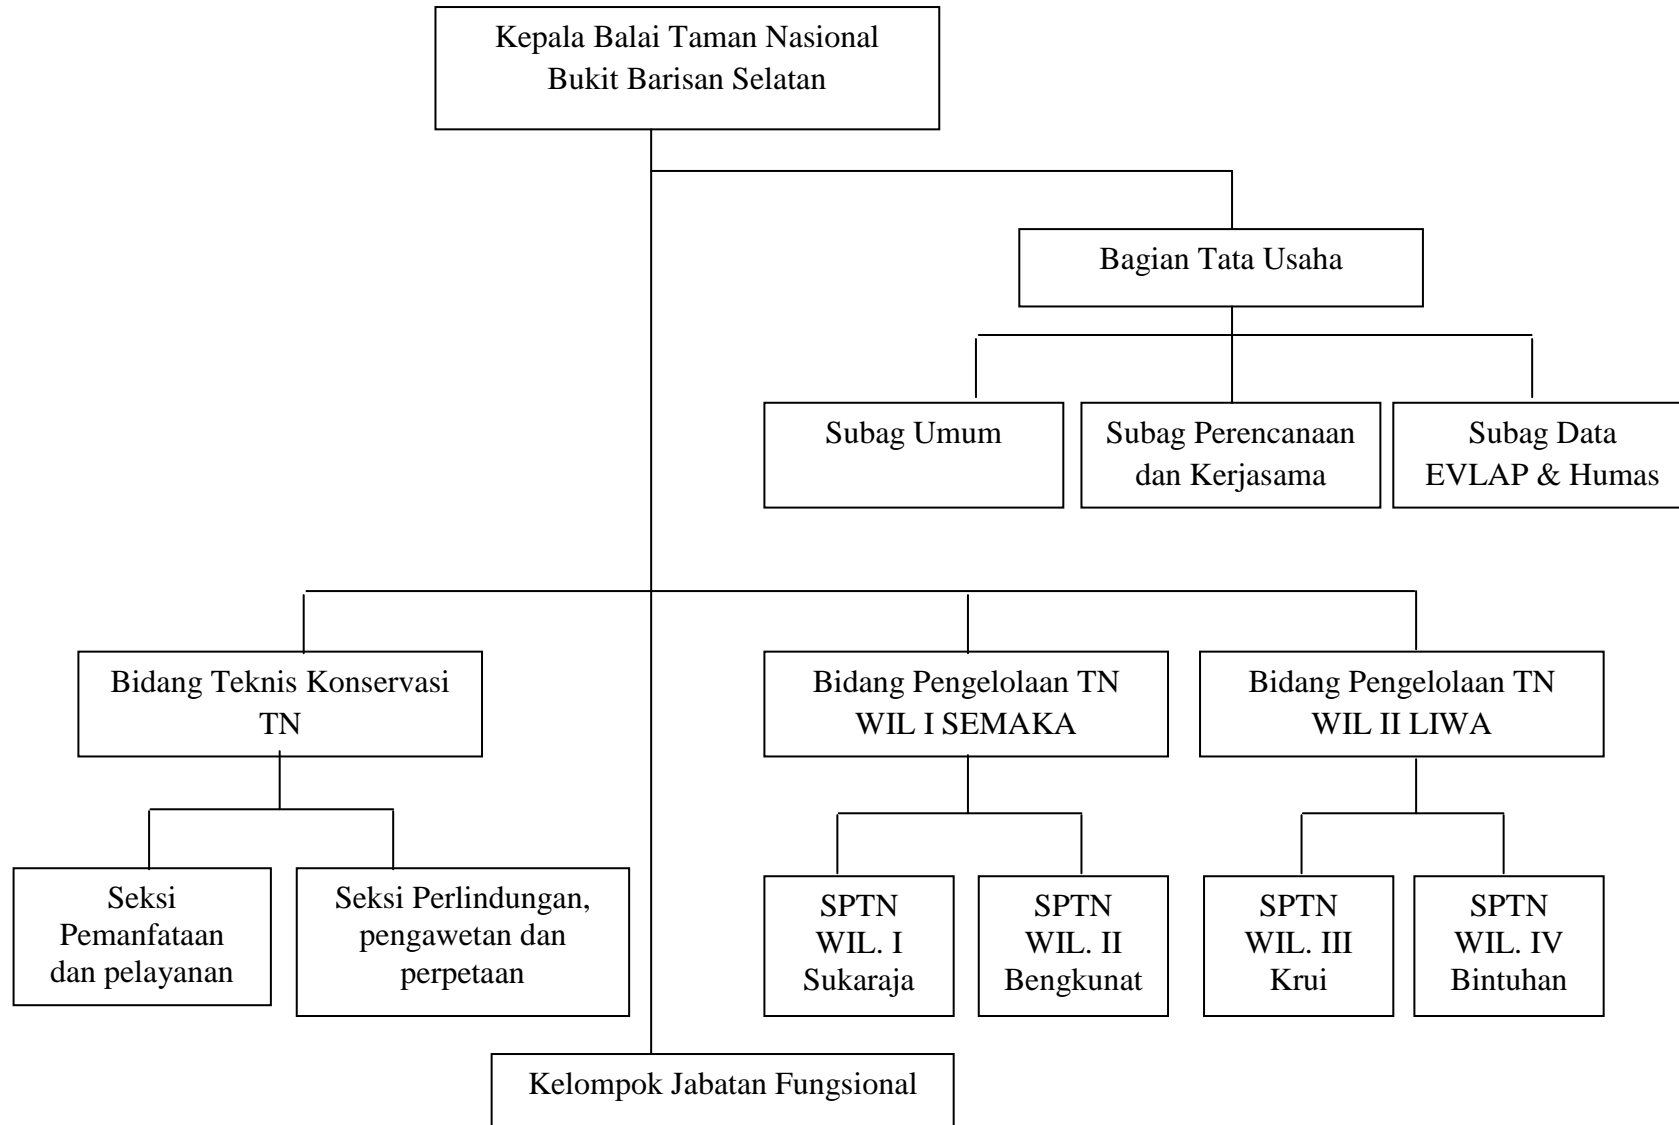 Kepala Balai Taman Nasional
Bukit Barisan Selatan
Bagian Tata Usaha
Subag Umum
Subag Perencanaan
dan Kerjasama
Subag Data
EVLAP & Humas
Bidang Teknis Konservasi
TN
Bidang Pengelolaan TN
WIL I SEMAKA
Bidang Pengelolaan TN
WIL II LIWA
Seksi
Pemanfataan
dan pelayanan
Seksi Perlindungan,
pengawetan dan
perpetaan
SPTN
WIL. I
Sukaraja
SPTN
WIL. II
Bengkunat
SPTN
WIL. III
Krui
SPTN
WIL. IV
Bintuhan
Kelompok Jabatan Fungsional